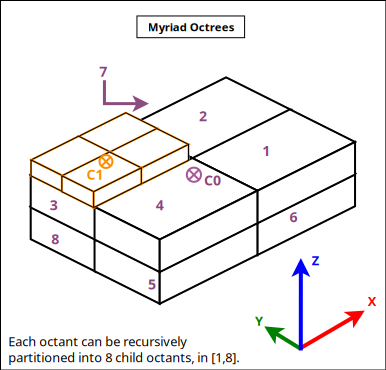 Myriad Octrees
7
2
1
C1
C0
3
4
6
8
5
Z
X
Y
Each octant can be recursively
partitioned into 8 child octants, in [1,8].